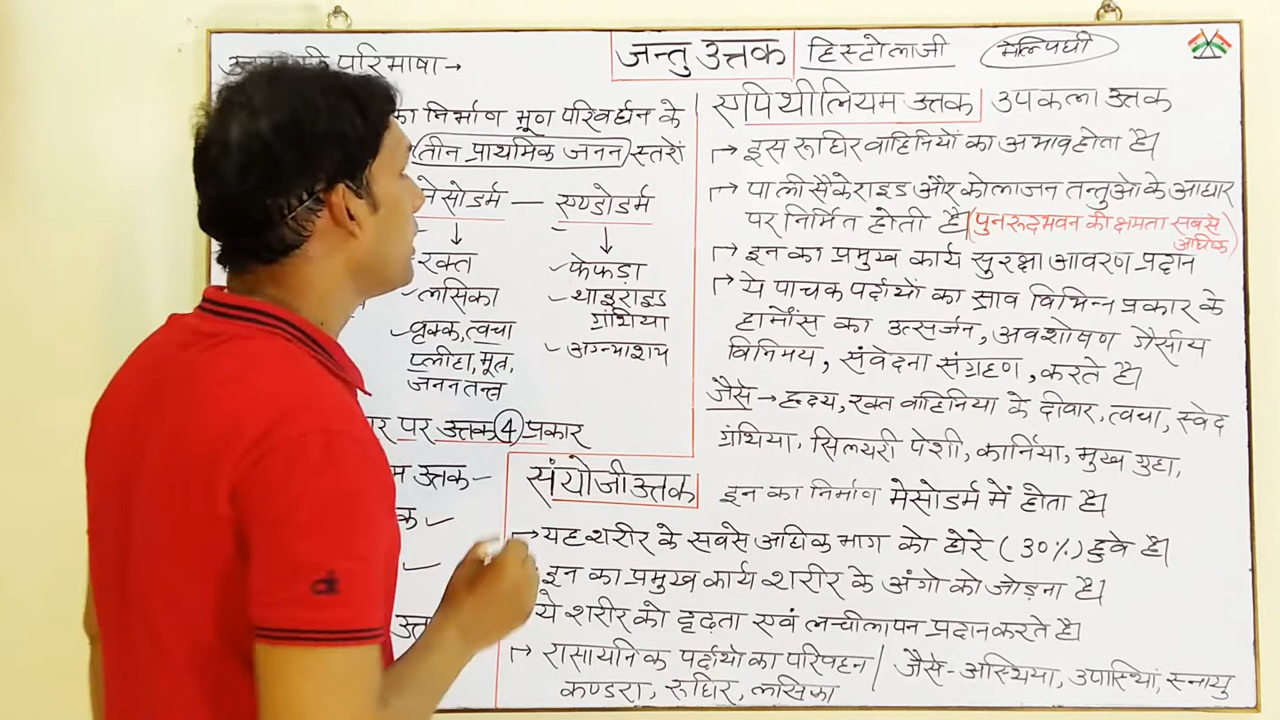 जन्तु उत्तक हिस्टोलाजी मेल्पिघी
परिभाषा→
का निर्माण भ्रूण परिवर्धन के
(तीन प्राथमिक जनन) स्तरों
मेसोडर्म — एण्डोडर्म
रक्त
लसिका
वृक्क, त्वचा
प्लीहा, मूत्र,
जनन तन्त्र
फेफड़ा
थाइराइड
ग्रंथिया
अग्न्याशय
पर उत्तक 4 प्रकार
उत्तक-
एपिथीलियम उत्तक उपकला उत्तक
→ इस रूधिर वाहिनियों का अभाव होता है।
→ पालीसैकेराइड और कोलाजन तन्तुओ के आधार
पर निर्मित होती है। (पुनरूदभवन की क्षमता सबसे
अधिक)
→ इन का प्रमुख कार्य सुरक्षा आवरण प्रदान
→ ये पाचक पर्दाथों का स्राव विभिन्न प्रकार के
हार्मोंस का उत्सर्जन, अवशोषण जैसीय
विनिमय, संवेदना संग्रहण, करते है।
जैसे → हृदय, रक्त वाहिनिया के दीवार, त्वचा, स्वेद
ग्रंथिया, सिलयरी पेशी, कार्निया, मुख गुहा,
संयोजी उत्तक इन का निर्माण मेसोडर्म में होता है।
→ यह शरीर के सबसे अधिक भाग को होरे (30%) हुवे है।
इन का प्रमुख कार्य शरीर के अंगो को जोड़ना है।
ये शरीर को दृढ़ता एवं लचीलापन प्रदान करते है।
→ रासायनिक पर्दाथो का परिवहन / जैसे- अस्थिया, उपास्थि, स्नायु
कण्डरा, रूधिर, लसिका